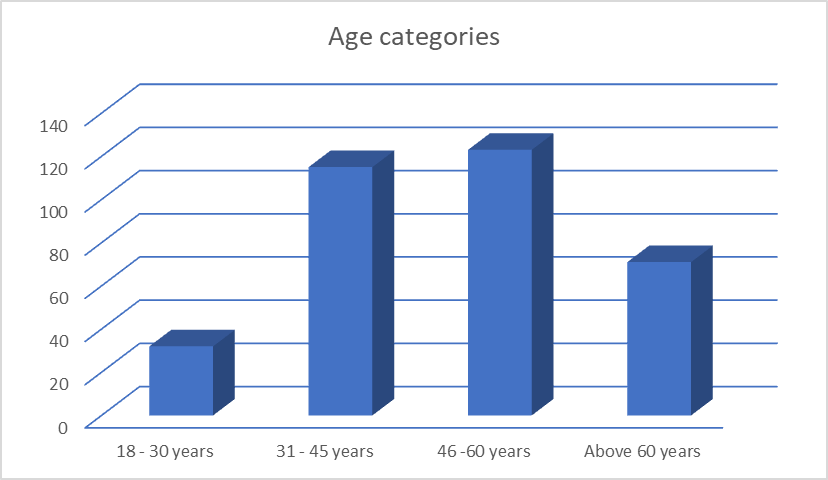 Age categories
140
120
100
80
60
40
20
0
18 - 30 years
31 - 45 years
46 -60 years
Above 60 years